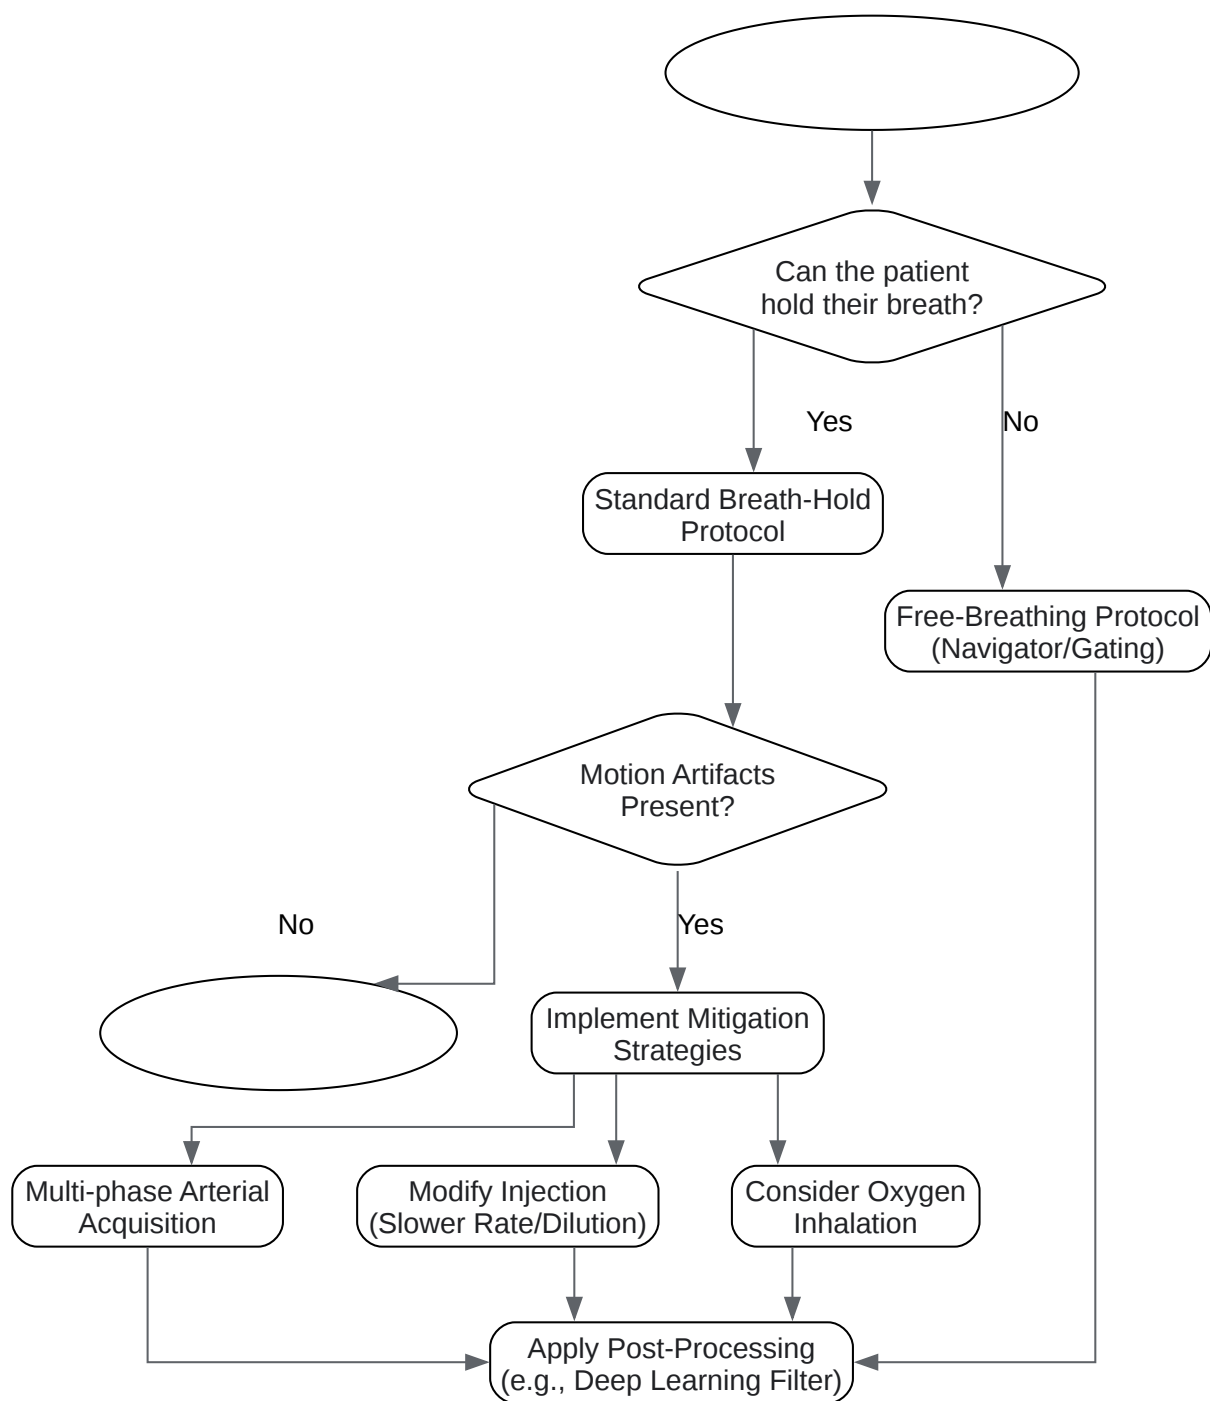 Can the patient
hold their breath?
Yes
No
Standard Breath-Hold
Protocol
Free-Breathing Protocol
(Navigator/Gating)
Motion Artifacts
Present?
No
Yes
Implement Mitigation
Strategies
Multi-phase Arterial
Acquisition
Modify Injection
(Slower Rate/Dilution)
Consider Oxygen
Inhalation
Apply Post-Processing
(e.g., Deep Learning Filter)